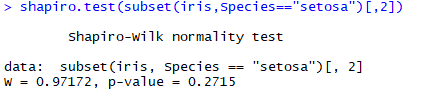 > shapiro.test(subset(iris,Species=="setosa")[,2])
Shapiro-Wilk normality test
data:  subset(iris, Species == "setosa")[, 2]
W = 0.97172, p-value = 0.2715